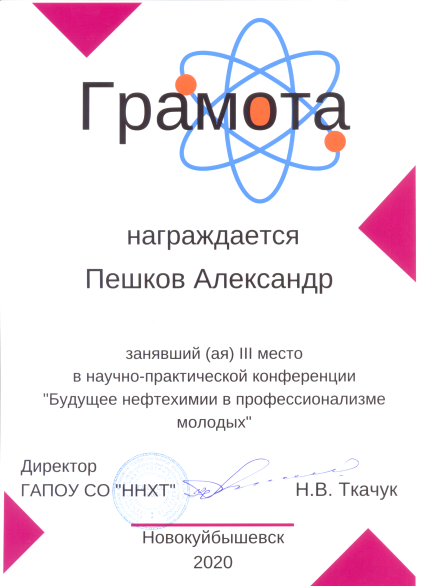 Грамота
награждается
Пешков Александр
занявший (ая) III место
в научно-практической конференции
"Будущее нефтехимии в профессионализме
молодых"
Директор
ГАПОУ СО "ННХТ" Н.В. Ткачук
Новокуйбышевск
2020